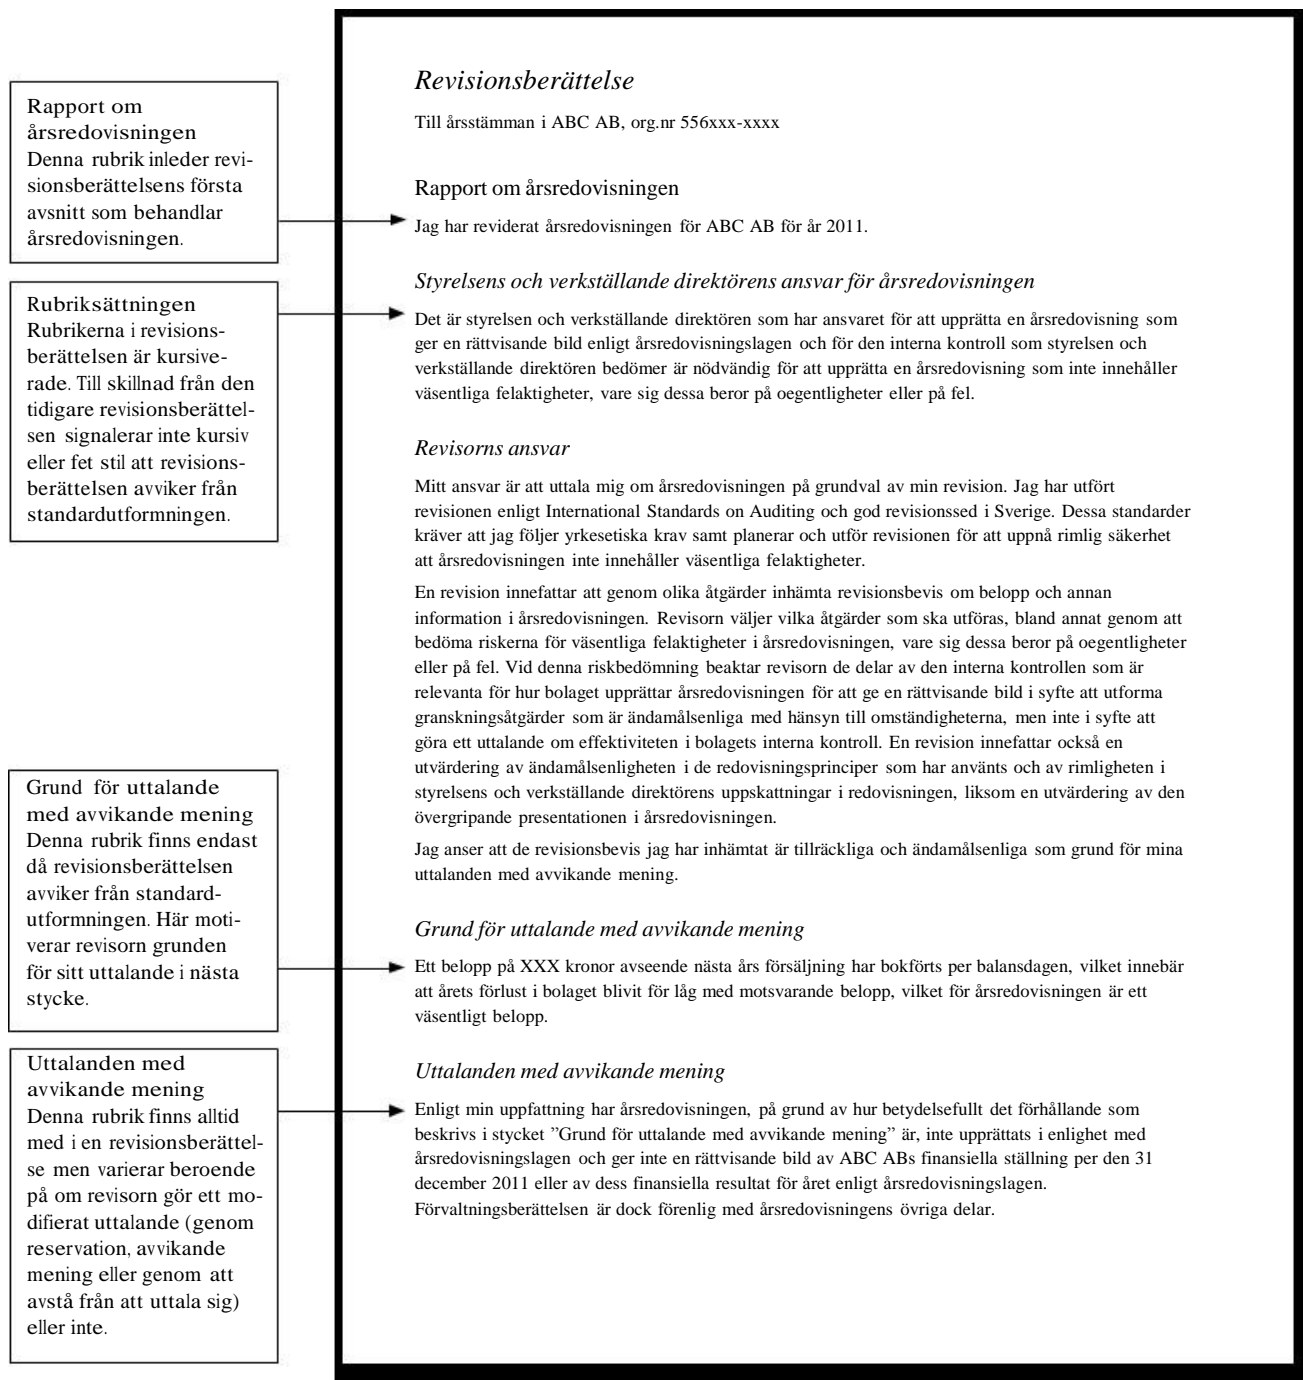 Rapport om
årsredovisningen
Denna rubrik inleder revi-
sionsberättelsens första
avsnitt som behandlar
årsredovisningen.
Rubriksättningen
Rubrikerna i revisions-
berättelsen är kursive-
rade. Till skillnad från den
tidigare revisionsberättel-
sen signalerar inte kursiv
eller fet stil att revisions-
berättelsen avviker från
standardutformningen.
Grund för uttalande
med avvikande mening
Denna rubrik finns endast
då revisionsberättelsen
avviker från standard-
utformningen. Här moti-
verar revisorn grunden
för sitt uttalande i nästa
stycke.
Uttalanden med
avvikande mening
Denna rubrik finns alltid
med i en revisionsberättel-
se men varierar beroende
på om revisorn gör ett mo-
difierat uttalande (genom
reservation, avvikande
mening eller genom att
avstå från att uttala sig)
eller inte.
Revisionsberättelse
Till årsstämman i ABC AB, org.nr 556xxx-xxxx
Rapport om årsredovisningen
Jag har reviderat årsredovisningen för ABC AB för år 2011.
Styrelsens och verkställande direktörens ansvar för årsredovisningen
Det är styrelsen och verkställande direktören som har ansvaret för att upprätta en årsredovisning som
ger en rättvisande bild enligt årsredovisningslagen och för den interna kontroll som styrelsen och
verkställande direktören bedömer är nödvändig för att upprätta en årsredovisning som inte innehåller
väsentliga felaktigheter, vare sig dessa beror på oegentligheter eller på fel.
Revisorns ansvar
Mitt ansvar är att uttala mig om årsredovisningen på grundval av min revision. Jag har utfört
revisionen enligt International Standards on Auditing och god revisionssed i Sverige. Dessa standarder
kräver att jag följer yrkesetiska krav samt planerar och utför revisionen för att uppnå rimlig säkerhet
att årsredovisningen inte innehåller väsentliga felaktigheter.
En revision innefattar att genom olika åtgärder inhämta revisionsbevis om belopp och annan
information i årsredovisningen. Revisorn väljer vilka åtgärder som ska utföras, bland annat genom att
bedöma riskerna för väsentliga felaktigheter i årsredovisningen, vare sig dessa beror på oegentligheter
eller på fel. Vid denna riskbedömning beaktar revisorn de delar av den interna kontrollen som är
relevanta för hur bolaget upprättar årsredovisningen för att ge en rättvisande bild i syfte att utforma
granskningsåtgärder som är ändamålsenliga med hänsyn till omständigheterna, men inte i syfte att
göra ett uttalande om effektiviteten i bolagets interna kontroll. En revision innefattar också en
utvärdering av ändamålsenligheten i de redovisningsprinciper som har använts och av rimligheten i
styrelsens och verkställande direktörens uppskattningar i redovisningen, liksom en utvärdering av den
övergripande presentationen i årsredovisningen.
Jag anser att de revisionsbevis jag har inhämtat är tillräckliga och ändamålsenliga som grund för mina
uttalanden med avvikande mening.
Grund för uttalande med avvikande mening
Ett belopp på XXX kronor avseende nästa års försäljning har bokförts per balansdagen, vilket innebär
att årets förlust i bolaget blivit för låg med motsvarande belopp, vilket för årsredovisningen är ett
väsentligt belopp.
Uttalanden med avvikande mening
Enligt min uppfattning har årsredovisningen, på grund av hur betydelsefullt det förhållande som
beskrivs i stycket ”Grund för uttalande med avvikande mening” är, inte upprättats i enlighet med
årsredovisningslagen och ger inte en rättvisande bild av ABC ABs finansiella ställning per den 31
december 2011 eller av dess finansiella resultat för året enligt årsredovisningslagen.
Förvaltningsberättelsen är dock förenlig med årsredovisningens övriga delar.